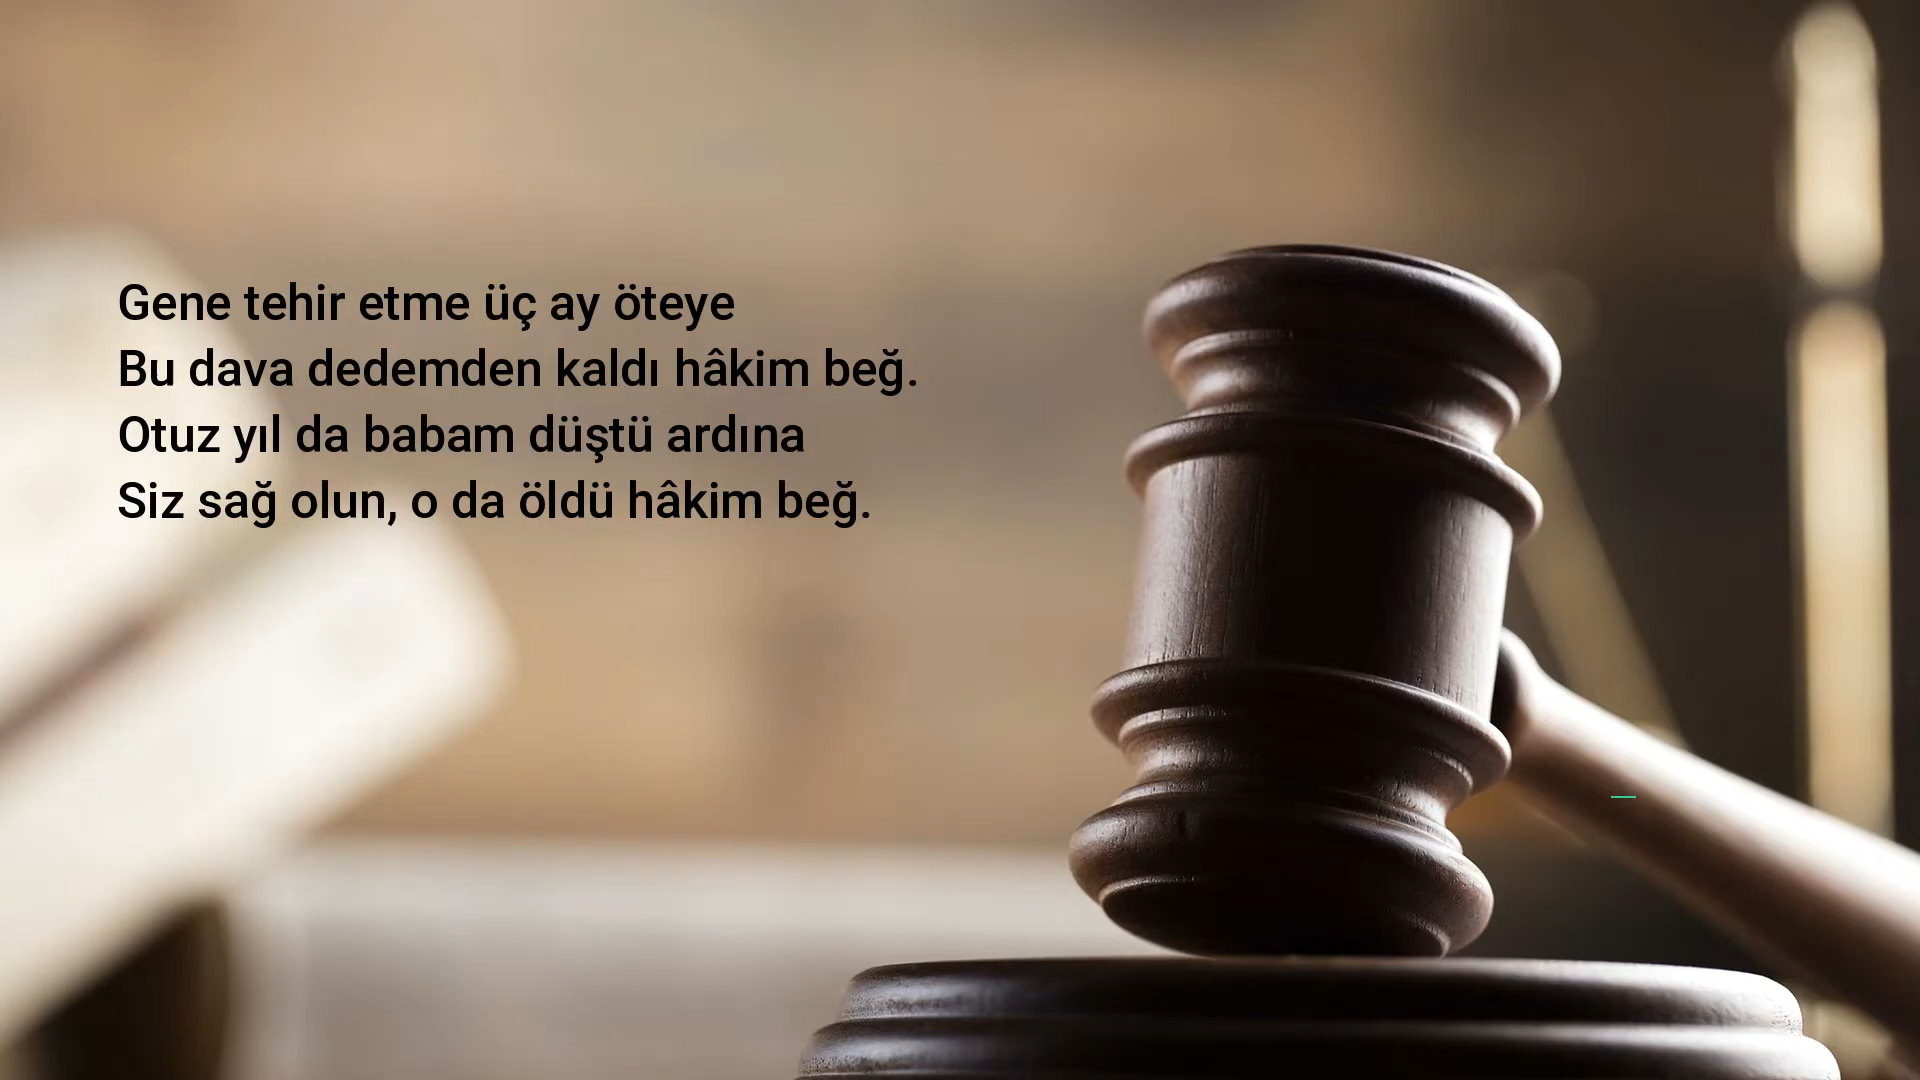 Gene tehir etme üç ay öteye
Bu dava dedemden kaldı hâkim beğ.
Otuz yıl da babam düştü ardına
Siz sağ olun, o da öldü hâkim beğ.